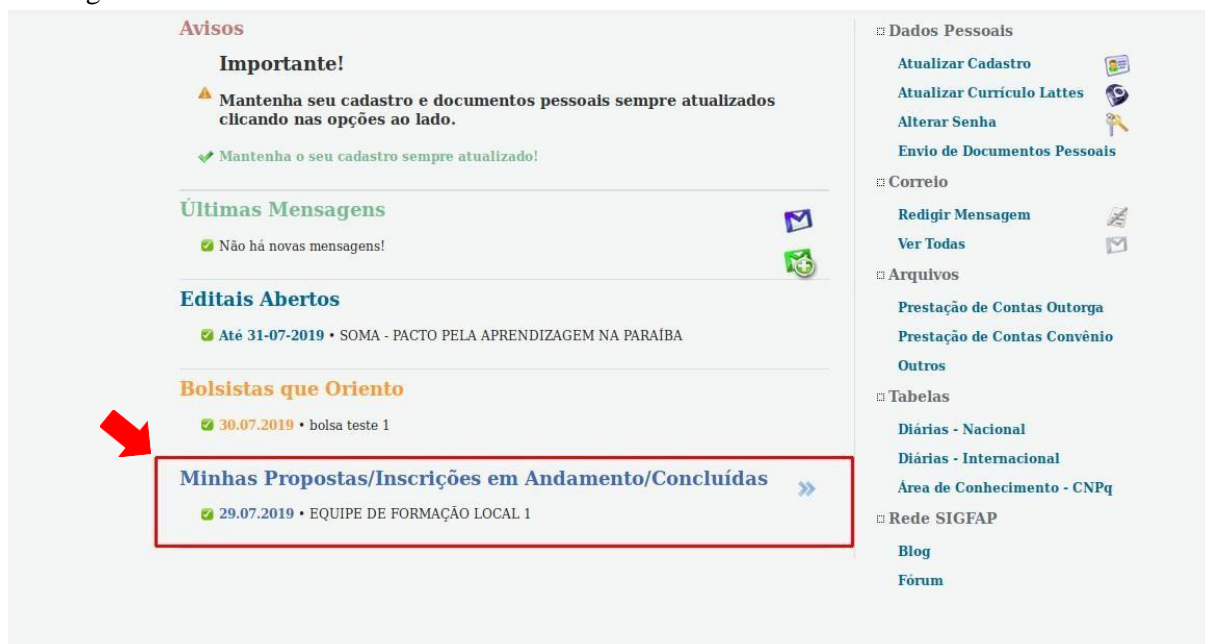 Avisos
Importante!
Mantenha seu cadastro e documentos pessoais sempre atualizados
clicando nas opções ao lado.
Mantenha o seu cadastro sempre atualizado!
Últimas Mensagens
Não há novas mensagens!
Editais Abertos
Até 31-07-2019 • SOMA - PACTO PELA APRENDIZAGEM NA PARAÍBA
Bolsistas que Oriento
30.07.2019 • bolsa teste 1
Minhas Propostas/Inscrições em Andamento/Concluídas
29.07.2019 • EQUIPE DE FORMAÇÃO LOCAL 1
Dados Pessoais
Atualizar Cadastro
Atualizar Currículo Lattes
Alterar Senha
Envio de Documentos Pessoais
Correio
Redigir Mensagem
Ver Todas
Arquivos
Prestação de Contas Outorga
Prestação de Contas Convênio
Outros
Tabelas
Diárias - Nacional
Diárias - Internacional
Área de Conhecimento - CNPq
Rede SIGFAP
Blog
Fórum